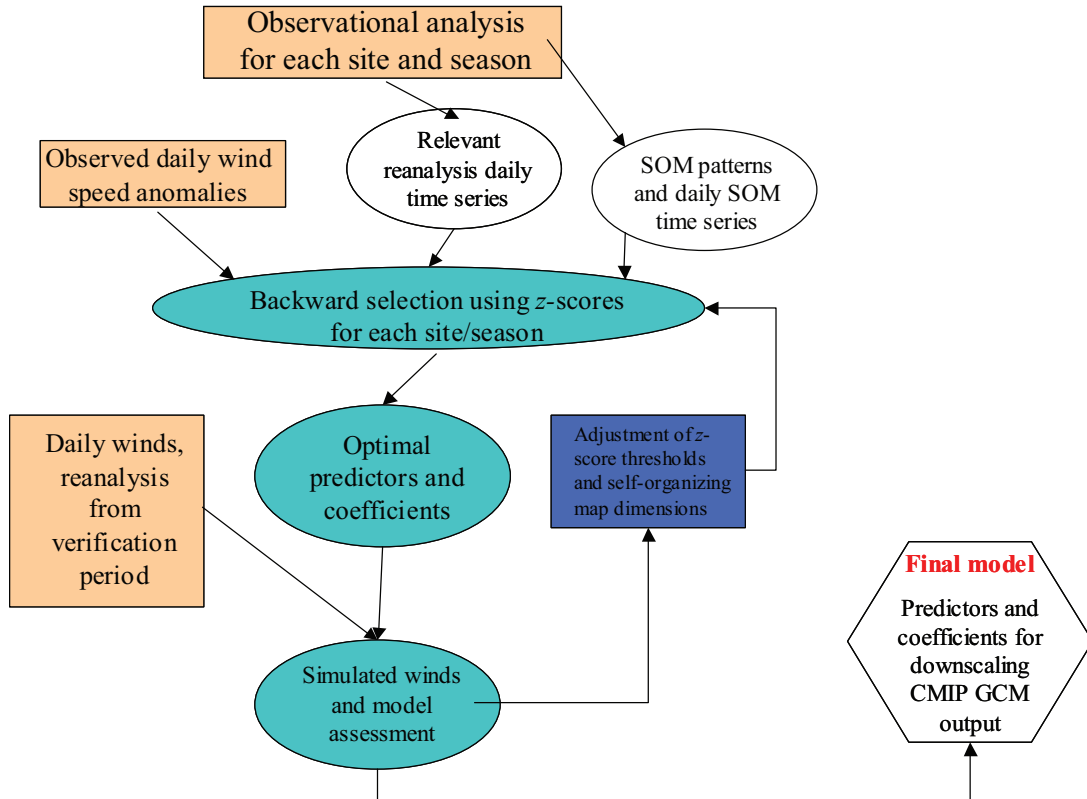 Observational analysis
for each site and season
Relevant
reanalysis daily
time series
Observed daily wind
speed anomalies
SOM patterns
and daily SOM
time series
Backward selection using z-scores
for each site/season
Daily winds,
reanalysis
from
verification
period
Optimal
predictors and
coefficients
Adjustment of z-
score thresholds
and self-organizing
map dimensions
Final model
Predictors and
coefficients for
downscaling
CMIP GCM
output
Simulated winds
and model
assessment